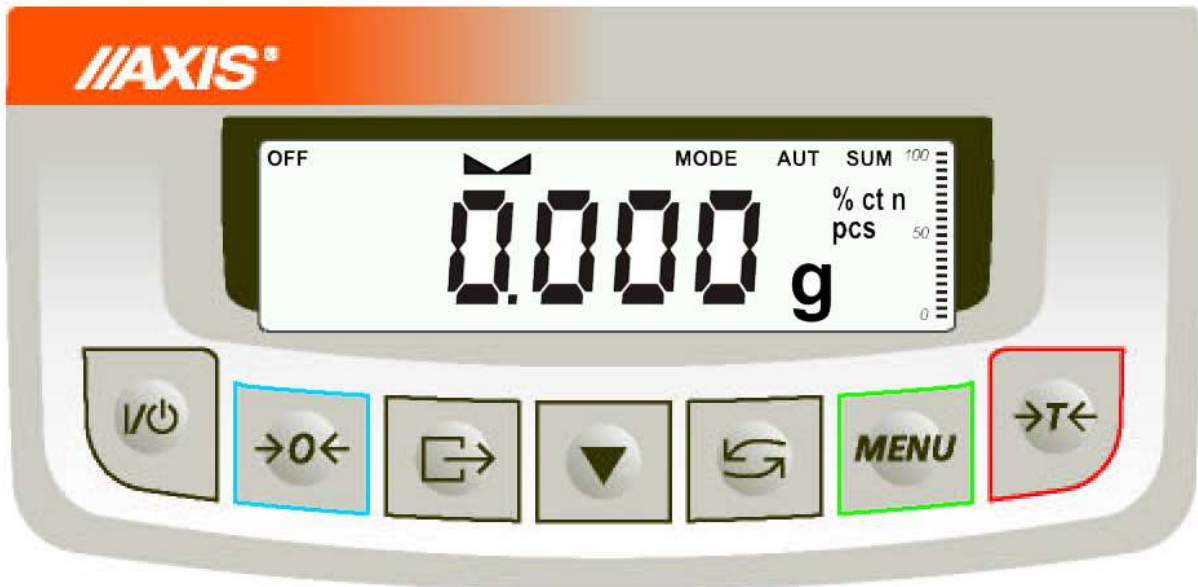 //AXIS®
OFF MODE AUT SUM 100
% ct n
pcs 50
0.000 g
0
I/⏻ →0← ▼ MENU →T←